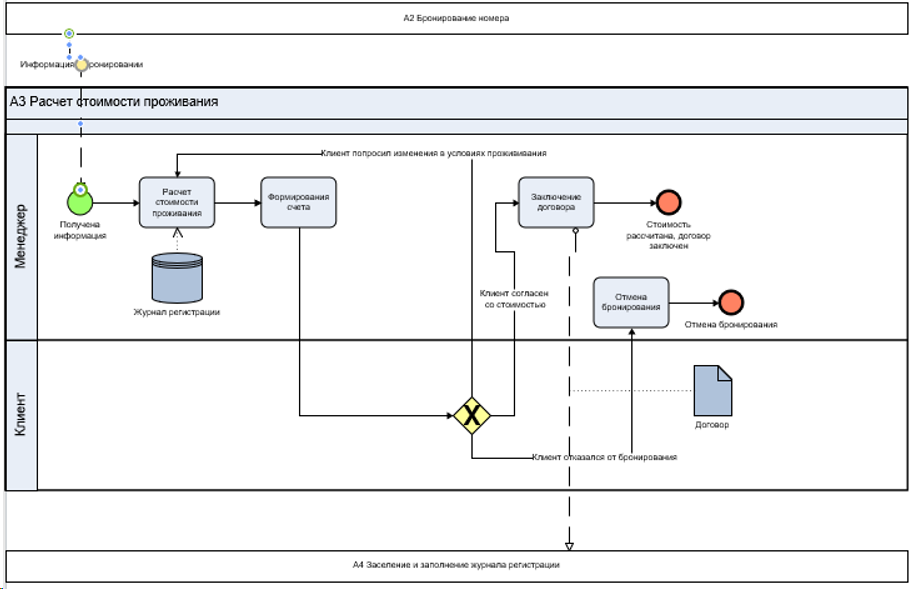 А2 Бронирование номера
Информация бронировании
А3 Расчет стоимости проживания
Менеджер
Клиент попросил изменения в условиях прожививания
Расчет
стоимости
проживания
Формирования
счета
Заключение
договора
Получена
информация
Стоимость
рассчитана, договор
заключен
Журнал регистрации
Клиент согласен
со стоимостью
Отмена
бронирования
Отмена бронирования
Клиент
Договор
Клиент отказался от бронирования
А4 Заселение и заполнение журнала регистрации